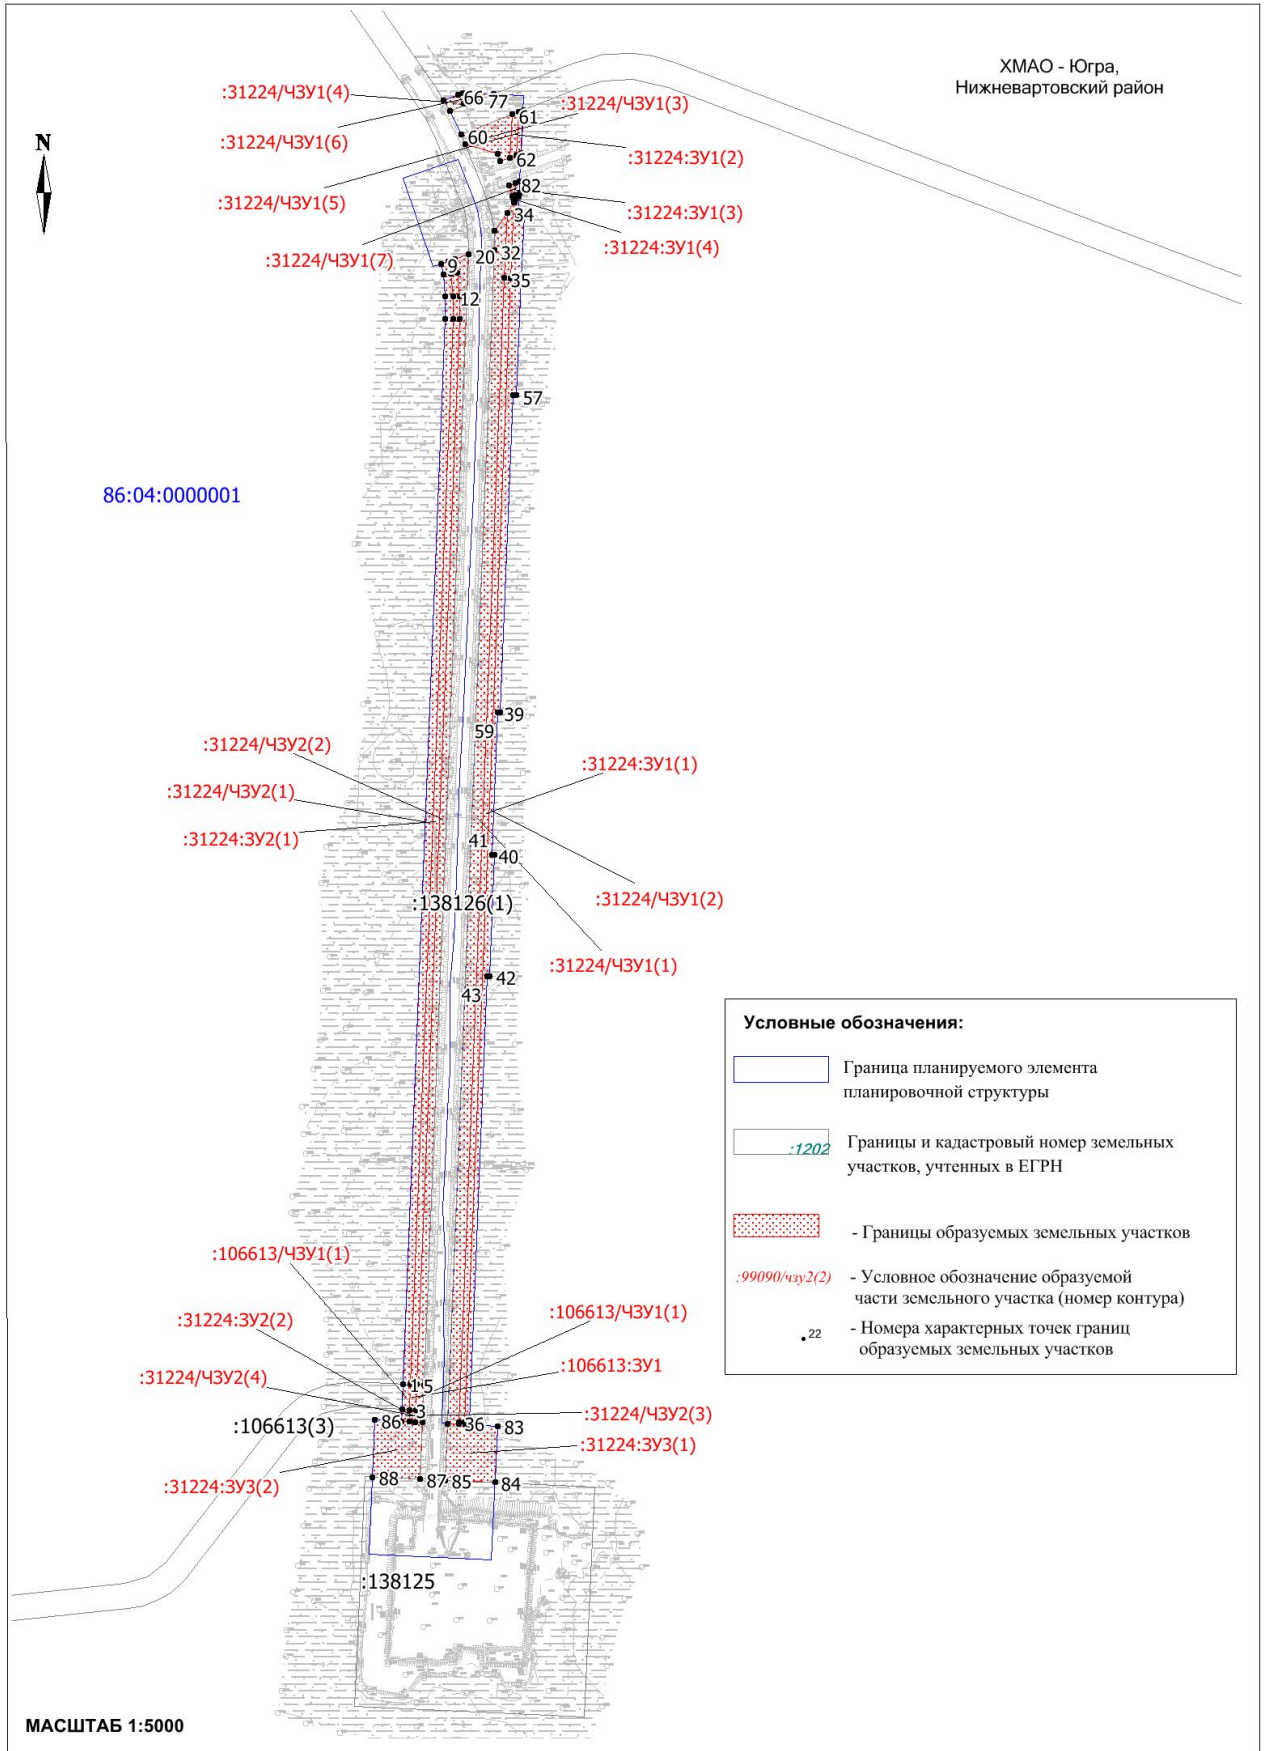 ХМАО - Югра,
Нижневартовский район
N
:31224/ЧЗУ1(4)
66
77
:31224/ЧЗУ1(3)
61
:31224/ЧЗУ1(6)
60
62
:31224:ЗУ1(2)
:31224/ЧЗУ1(5)
82
:31224:ЗУ1(3)
34
:31224:ЗУ1(4)
:31224/ЧЗУ1(7)
9
20
32
35
12
57
86:04:0000001
39
59
:31224/ЧЗУ2(2)
:31224:ЗУ1(1)
:31224/ЧЗУ2(1)
:31224:ЗУ2(1)
41
40
:31224/ЧЗУ1(2)
:138126(1)
:31224/ЧЗУ1(1)
42
43
Условные обозначения:
Граница планируемого элемента
планировочной структуры
:1202
Границы и кадастровый номер земельных
участков, учтенных в ЕГРН
- Границы образуемых земельных участков
:99090/чзу2(2)
- Условное обозначение образуемой
части земельного участка (номер контура)
22
- Номера характерных точек границ
образуемых земельных участков
:106613/ЧЗУ1(1)
:106613/ЧЗУ1(1)
:31224:ЗУ2(2)
:106613:ЗУ1
:31224/ЧЗУ2(4)
1
5
3
:31224/ЧЗУ2(3)
:106613(3)
86
36
83
:31224:ЗУ3(1)
:31224:ЗУ3(2)
88
87
85
84
:138125
МАСШТАБ 1:5000